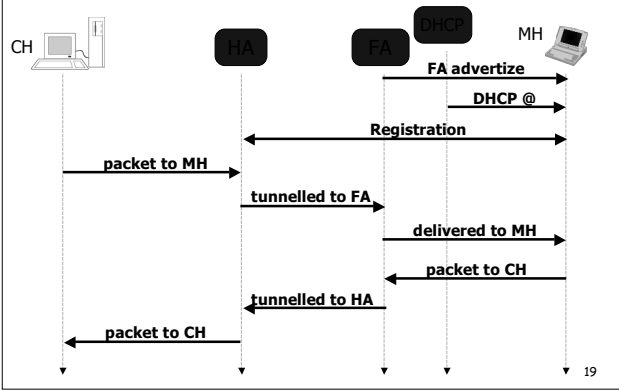 CH
HA
FA
DHCP
MH
FA advertize
DHCP @
Registration
packet to MH
tunnelled to FA
delivered to MH
packet to CH
tunnelled to HA
packet to CH
19